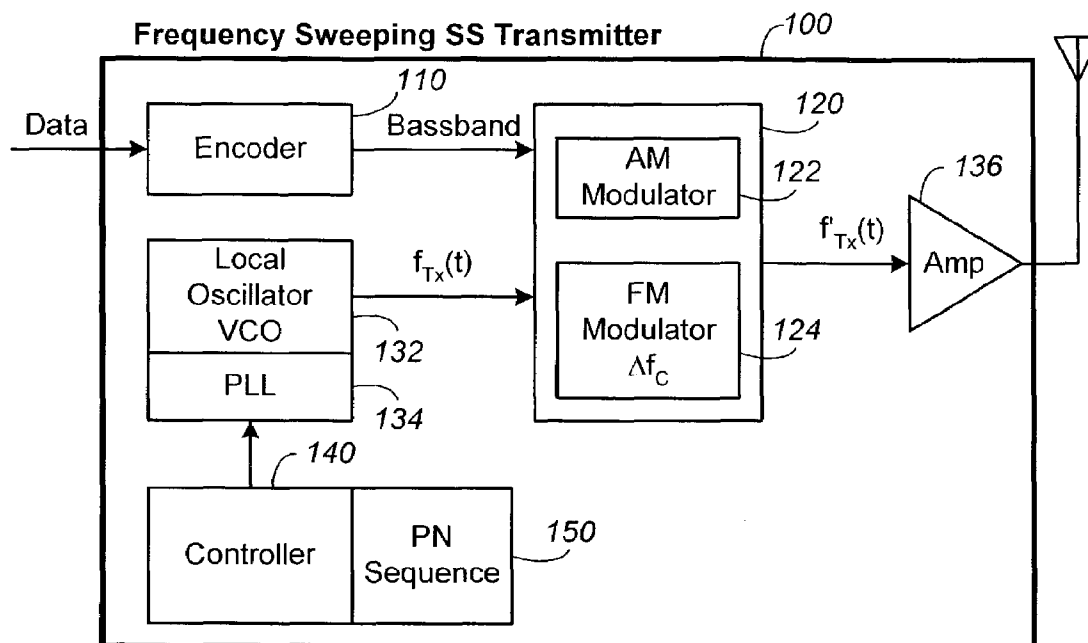 Frequency Sweeping SS Transmitter
100
110
Data
Encoder
Bassband
120
AM
Modulator
122
136
Local
Oscillator
VCO
132
f_Tx(t)
FM
Modulator
Δf_C
124
f'_Tx(t)
Amp
PLL
134
140
Controller
PN
Sequence
150